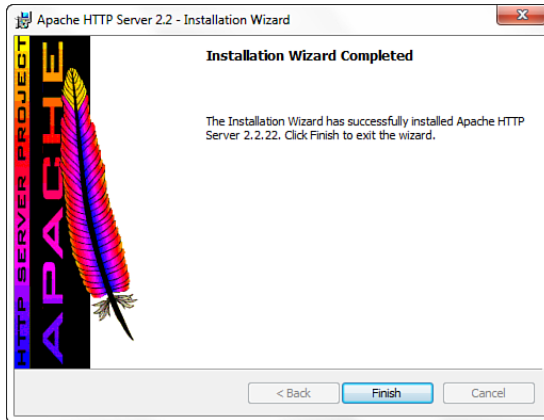 Apache HTTP Server 2.2 - Installation Wizard
HTTP SERVER PROJECT
APACHE
Installation Wizard Completed
The Installation Wizard has successfully installed Apache HTTP
Server 2.2.22. Click Finish to exit the wizard.
< Back
Finish
Cancel